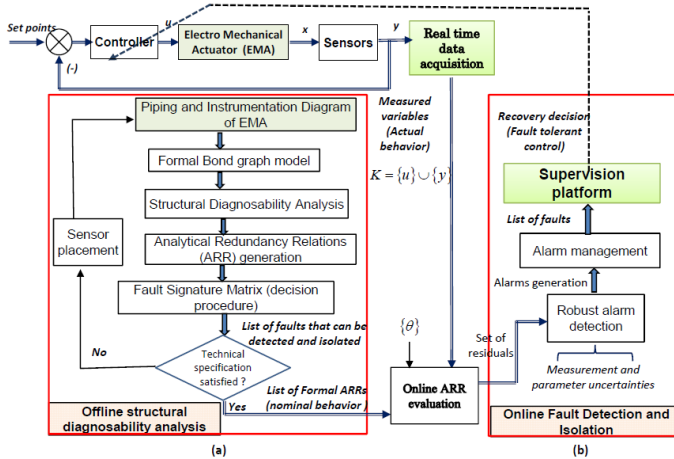 Set points
(-)
Controller
u
Electro Mechanical
Actuator (EMA)
x
Sensors
y
Real time
data
acquisition
Piping and Instrumentation Diagram
of EMA
Formal Bond graph model
Structural Diagnosability Analysis
Analytical Redundancy Relations
(ARR) generation
Fault Signature Matrix (decision
procedure)
Sensor
placement
List of faults that can be
detected and isolated
No
Technical
specification
satisfied ?
Yes
List of Formal ARRs
(nominal behavior )
Offline structural
diagnosability analysis
(a)
Measured
variables
(Actual
behavior)
K = {u} ∪ {y}
{θ}
Online ARR
evaluation
Set of
residuals
Recovery decision
(Fault tolerant
control)
Supervision
platform
List of faults
Alarm management
Alarms generation
Robust alarm
detection
Measurement and
parameter uncertainties
Online Fault Detection and
Isolation
(b)